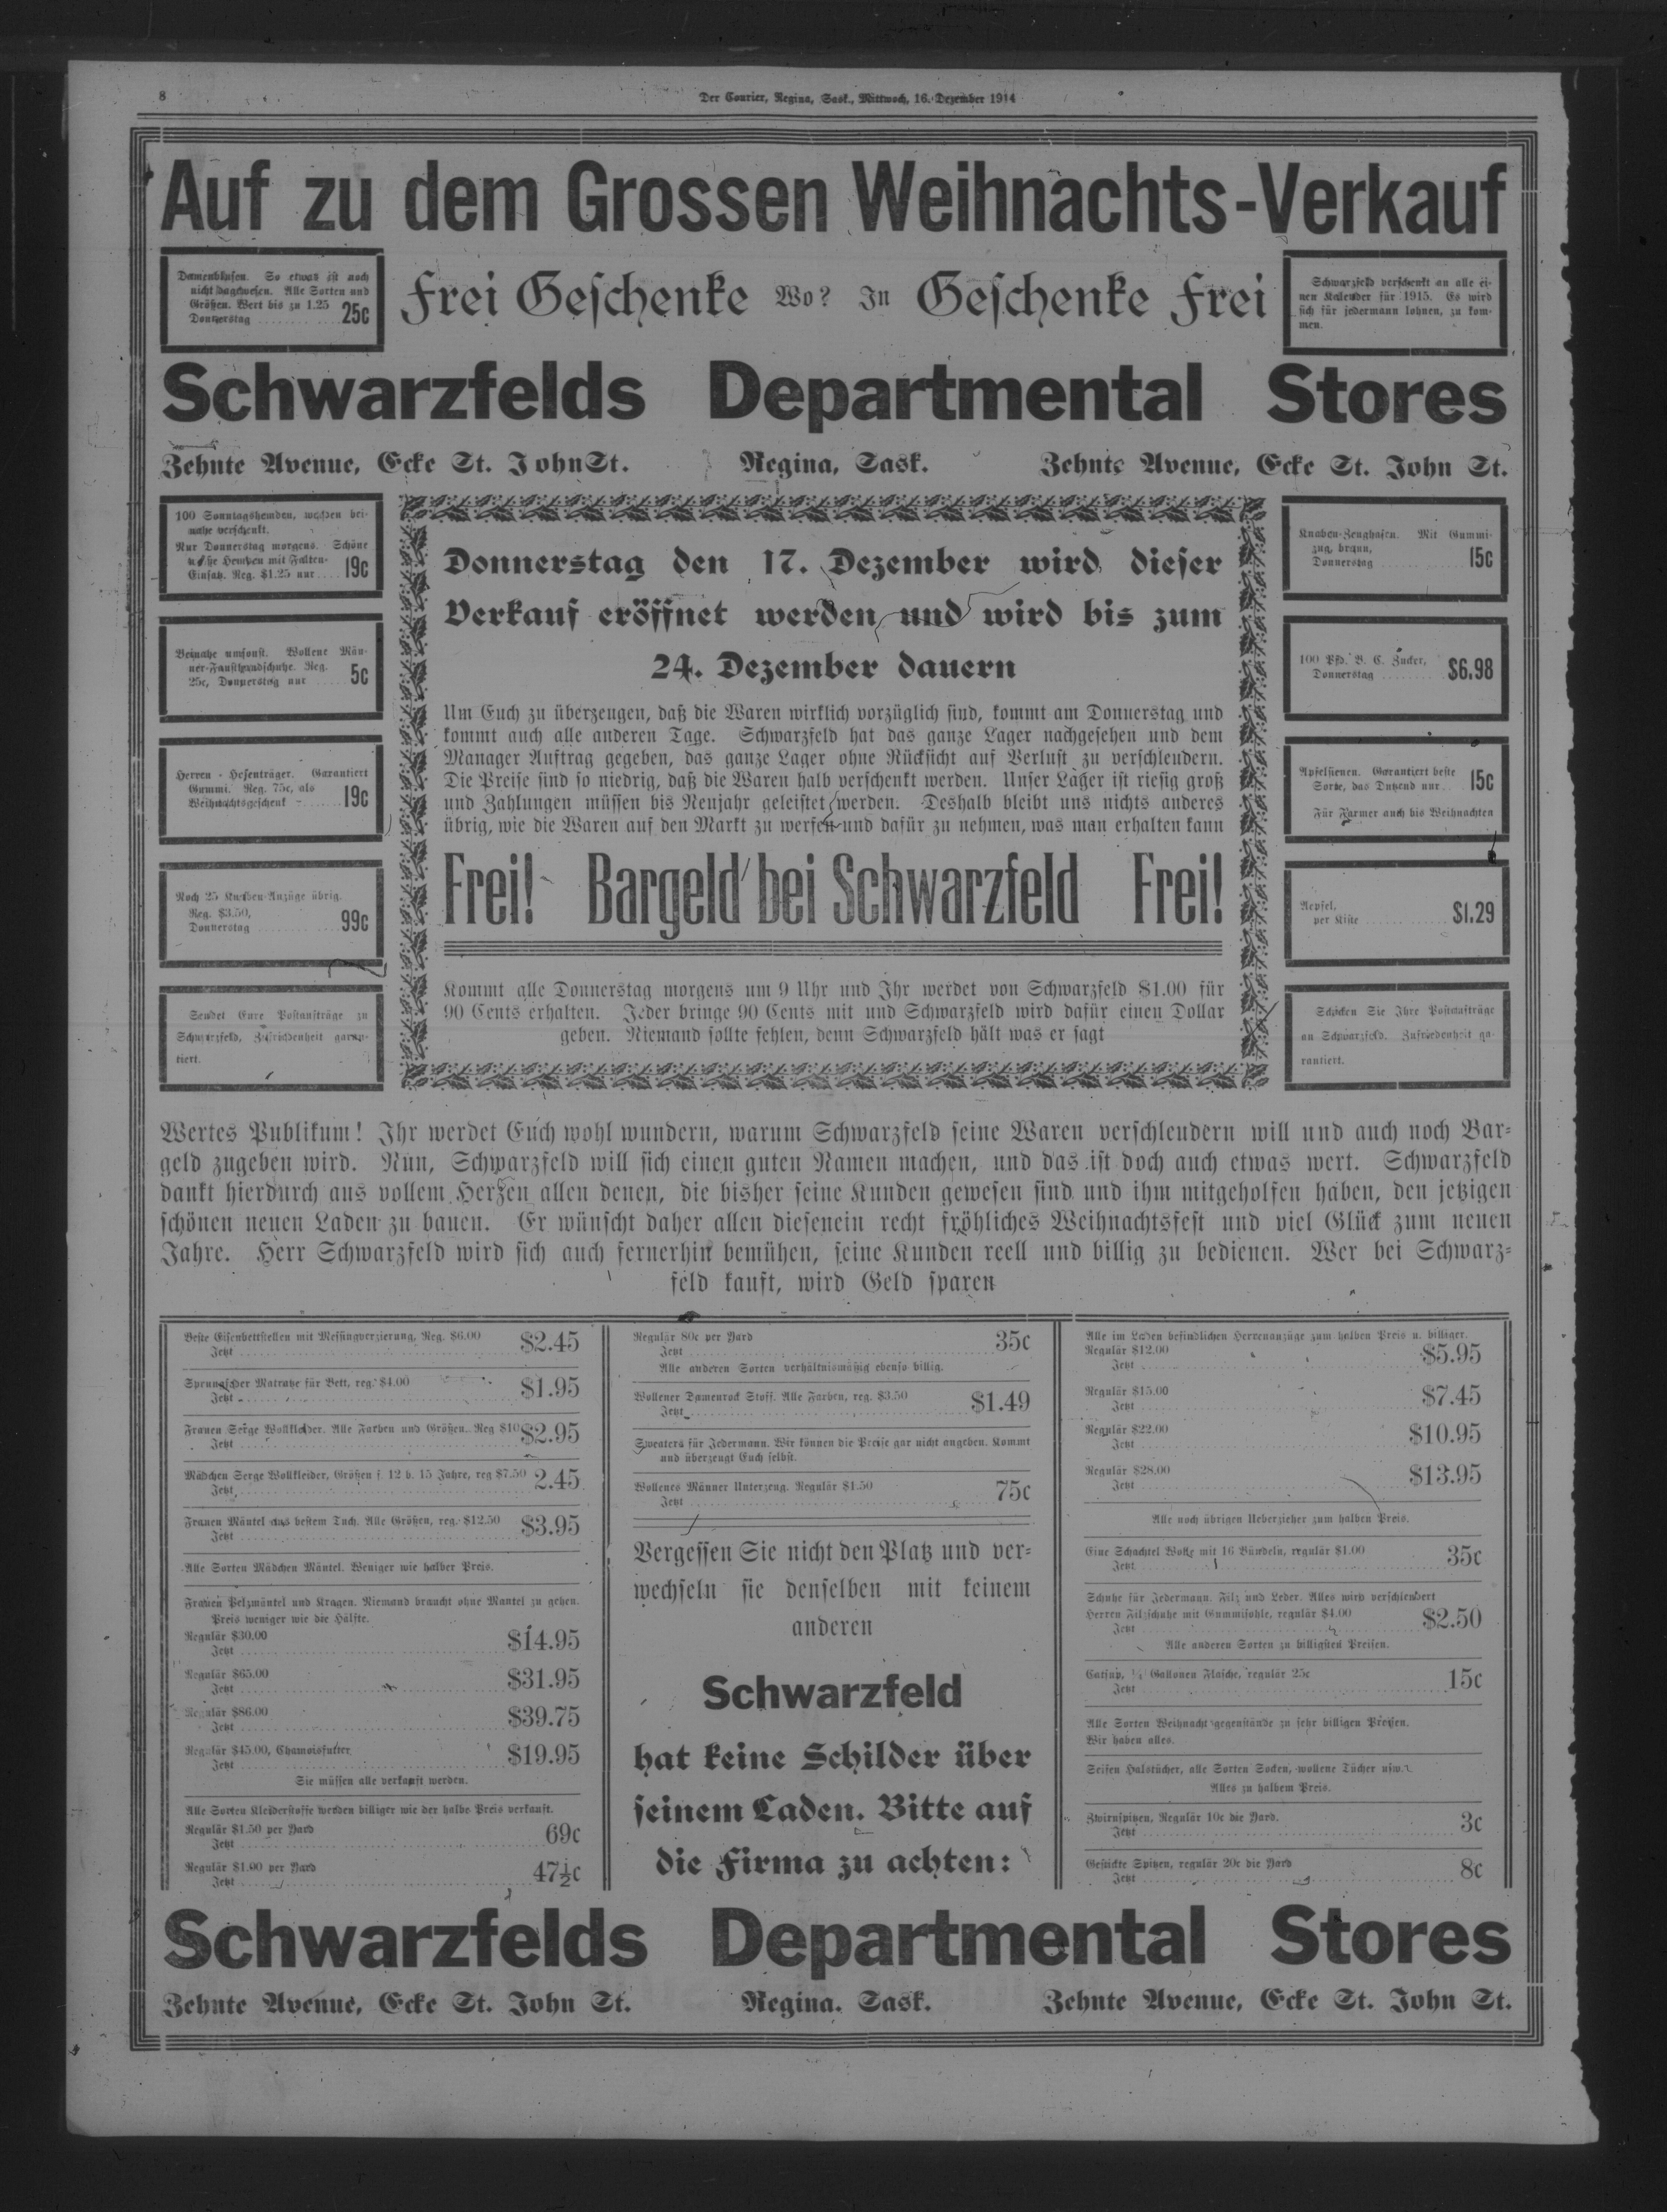 8
Der Courier, Regina, Sask., Mittwoch, 16. Dezember 1914
Auf zu dem Grossen Weihnachts-Verkauf
Damenblusen. So etwas ist noch
nicht dagewesen. Alle Sorten und
Größen. Wert bis zu 1.25
Donnerstag ........... 25c
Frei Geschenke Wo? In Geschenke Frei
Schwarzfeld verschenkt an alle ei-
nen Kalender für 1915. Es wird
sich für jedermann lohnen, zu kom-
men.
Schwarzfelds Departmental Stores
Zehnte Avenue, Ecke St. JohnSt. Regina, Sask. Zehnte Avenue, Ecke St. John St.
100 Sonntagshemden, werden bei-
nahe verschenkt.
Nur Donnerstag morgens. Schöne
weiße Hemden mit Falten-
Einsatz. Reg. $1.25 nur .... 19c
Beinahe umsonst. Wollene Män-
ner-Fausthandschuhe. Reg.
25c, Donnerstag nur ..... 5c
Herren - Hosenträger. Garantiert
Gummi. Reg. 75c, als
Weihnachtsgeschenk - ...... 19c
Noch 25 Knaben-Anzüge übrig.
Reg. $3.50,
Donnerstag ............ 99c
Sendet Eure Postaufträge zu
Schwarzfeld, Zufriedenheit garan-
tiert.
Donnerstag den 17. Dezember wird dieser
Verkauf eröffnet werden und wird bis zum
24. Dezember dauern
Um Euch zu überzeugen, daß die Waren wirklich vorzüglich sind, kommt am Donnerstag und
kommt auch alle anderen Tage. Schwarzfeld hat das ganze Lager nachgesehen und dem
Manager Auftrag gegeben, das ganze Lager ohne Rücksicht auf Verlust zu verschleudern.
Die Preise sind so niedrig, daß die Waren halb verschenkt werden. Unser Lager ist riesig groß
und Zahlungen müssen bis Neujahr geleistet werden. Deshalb bleibt uns nichts anderes
übrig, wie die Waren auf den Markt zu werfen und dafür zu nehmen, was man erhalten kann
Frei! Bargeld bei Schwarzfeld Frei!
Kommt alle Donnerstag morgens um 9 Uhr und Ihr werdet von Schwarzfeld $1.00 für
90 Cents erhalten. Jeder bringe 90 Cents mit und Schwarzfeld wird dafür einen Dollar
geben. Niemand sollte fehlen, denn Schwarzfeld hält was er sagt
Knaben-Zeughosen. Mit Gummi-
zug, braun,
Donnerstag ............. 15c
100 Pfd. B. C. Zucker,
Donnerstag ......... $6.98
Apfelsienen. Garantiert beste
Sorte, das Dutzend nur.. 15c
Für Farmer auch bis Weihnachten
Aepfel,
per Kiste ............ $1.29
Schicken Sie Ihre Postaufträge
an Schwarzfeld. Zufriedenheit ga-
rantiert.
Wertes Publikum! Ihr werdet Euch wohl wundern, warum Schwarzfeld seine Waren verschleudern will und auch noch Bar-
geld zugeben wird. Nun, Schwarzfeld will sich einen guten Namen machen, und das ist doch auch etwas wert. Schwarzfeld
dankt hierdurch aus vollem Herzen allen denen, die bisher seine Kunden gewesen sind und ihm mitgeholfen haben, den jetzigen
schönen neuen Laden zu bauen. Er wünscht daher allen diesenein recht fröhliches Weihnachtsfest und viel Glück zum neuen
Jahre. Herr Schwarzfeld wird sich auch fernerhin bemühen, seine Kunden reell und billig zu bedienen. Wer bei Schwarz-
feld kauft, wird Geld sparen
Beste Eisenbettstellen mit Messingverzierung, Reg. $6.00
Jetzt ........ $2.45
Matratze für Bett, reg. $4.00
Jetzt ........ $1.95
Frauen Serge Wollkleider. Alle Farben und Größen. Reg $10
Jetzt ........ $2.95
Mädchen Serge Wollkleider, Größen f. 12 b. 15 Jahre, reg $7.50
Jetzt ........ 2.45
Frauen Mäntel aus bestem Tuch. Alle Größen, reg. $12.50
Jetzt ........ $3.95
Alle Sorten Mädchen Mäntel. Weniger wie halber Preis.
Frauen Pelzmäntel und Kragen. Niemand braucht ohne Mantel zu gehen.
Preis weniger wie die Hälfte.
Regulär $30.00
Jetzt ........ $14.95
Regulär $65.00
Jetzt ........ $31.95
Regulär $86.00
Jetzt ........ $39.75
Regulär $45.00, Chamoisfutter
Jetzt ........ $19.95
Sie müssen alle verkauft werden.
Alle Sorten Kleiderstoffe werden billiger wie der halbe Preis verkauft.
Regulär $1.50 per Yard
Jetzt ........ 69c
Regulär $1.00 per Yard
Jetzt ........ 47½c
Regulär 80c per Yard
Jetzt ........ 35c
Alle anderen Sorten verhältnismäßig ebenso billig.
Wollener Damenrock Stoff. Alle Farben, reg. $3.50
Jetzt ........ $1.49
Sweaters für Jedermann. Wir können die Preise gar nicht angeben. Kommt
und überzeugt Euch selbst.
Wollenes Männer Unterzeug. Regulär $1.50
Jetzt ........ 75c
Vergessen Sie nicht den Platz und ver-
wechseln sie denselben mit keinem
anderen
Schwarzfeld
hat keine Schilder über
seinem Laden. Bitte auf
die Firma zu achten:
Alle im Laden befindlichen Herrenanzüge zum halben Preis u. billiger.
Regulär $12.00
Jetzt ........ $5.95
Regulär $15.00
Jetzt ........ $7.45
Regulär $22.00
Jetzt ........ $10.95
Regulär $28.00
Jetzt ........ $13.95
Alle noch übrigen Ueberzieher zum halben Preis.
Eine Schachtel Wolle mit 16 Bündeln, regulär $1.00
Jetzt ........ 35c
Schuhe für Jedermann. Filz und Leder. Alles wird verschleudert
Herren Filzschuhe mit Gummisohle, regulär $4.00
Jetzt ........ $2.50
Alle anderen Sorten zu billigsten Preisen.
Catsup, ¼ Gallonen Flasche, regulär 25c
Jetzt ........ 15c
Alle Sorten Weihnachtsgegenstände zu sehr billigen Preisen.
Wir haben alles.
Seifen Halstücher, alle Sorten Socken, wollene Tücher usw.
Alles zu halbem Preis.
Zwirnspitzen, Regulär 10c die Yard.
Jetzt ........ 3c
Gestickte Spitzen, regulär 20c die Yard
Jetzt ........ 8c
Schwarzfelds Departmental Stores
Zehnte Avenue, Ecke St. John St. Regina. Sask. Zehnte Avenue, Ecke St. John St.